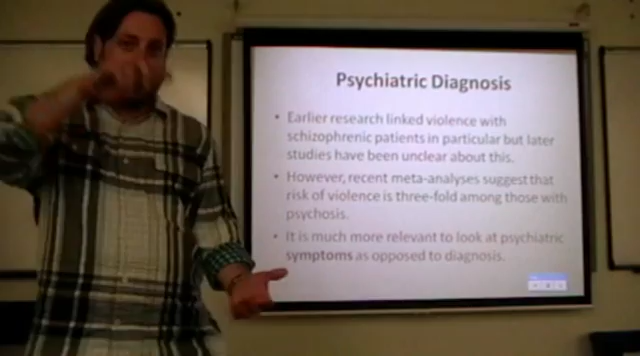 Psychiatric Diagnosis
• Earlier research linked violence with
schizophrenic patients in particular but later
studies have been unclear about this.
• However, recent meta-analyses suggest that
risk of violence is three-fold among those with
psychosis.
• It is much more relevant to look at psychiatric
symptoms as opposed to diagnosis.